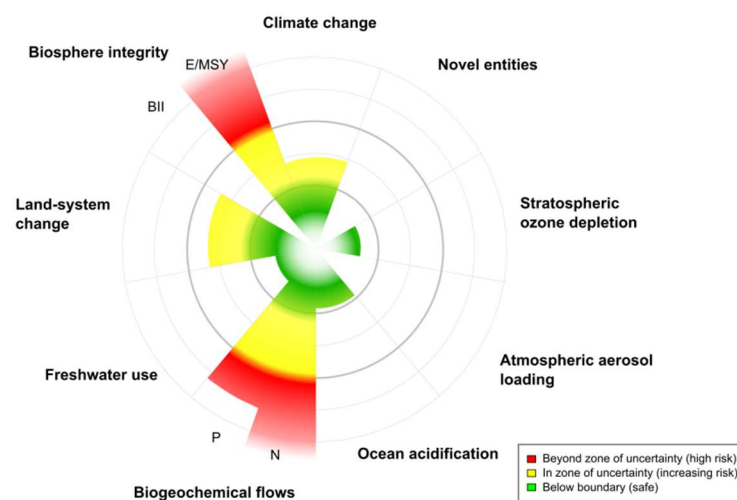 Climate change
Biosphere integrity
E/MSY
Novel entities
BII
Land-system
change
Stratospheric
ozone depletion
Freshwater use
Atmospheric aerosol
loading
P
N
Ocean acidification
Biogeochemical flows
Beyond zone of uncertainty (high risk)
In zone of uncertainty (increasing risk)
Below boundary (safe)